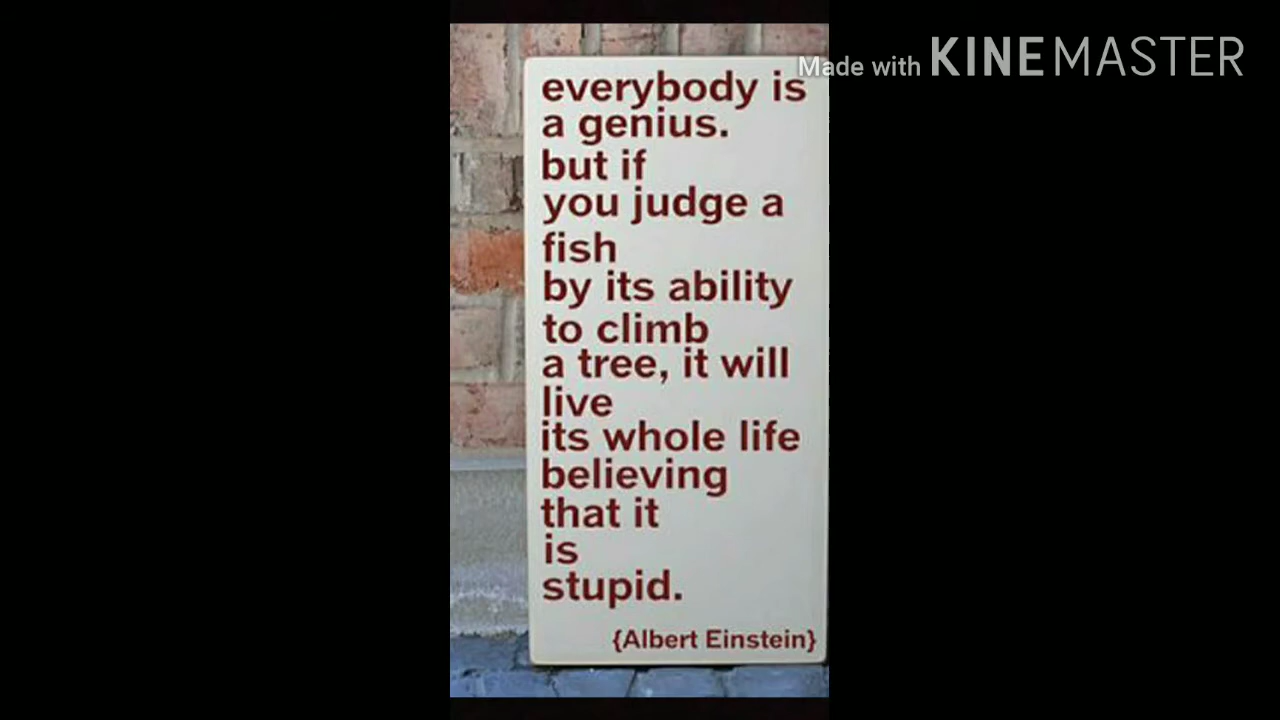 Made with KINEMASTER
everybody is
a genius.
but if
you judge a
fish
by its ability
to climb
a tree, it will
live
its whole life
believing
that it
is
stupid.
{Albert Einstein}